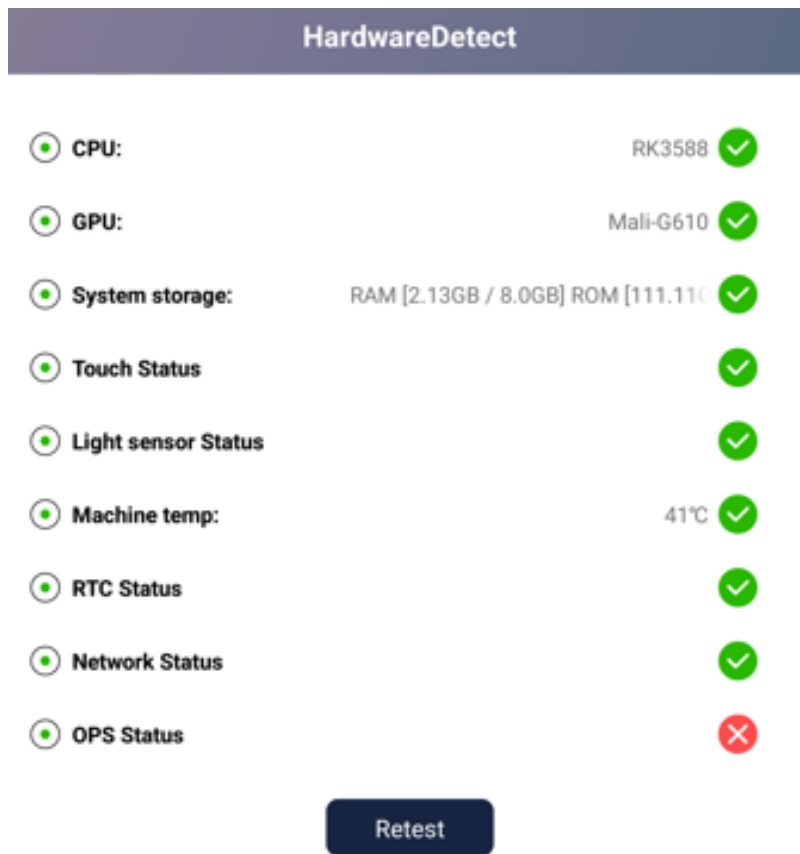 HardwareDetect
CPU: RK3588
GPU: Mali-G610
System storage: RAM [2.13GB / 8.0GB] ROM [111.11
Touch Status
Light sensor Status
Machine temp: 41℃
RTC Status
Network Status
OPS Status
Retest